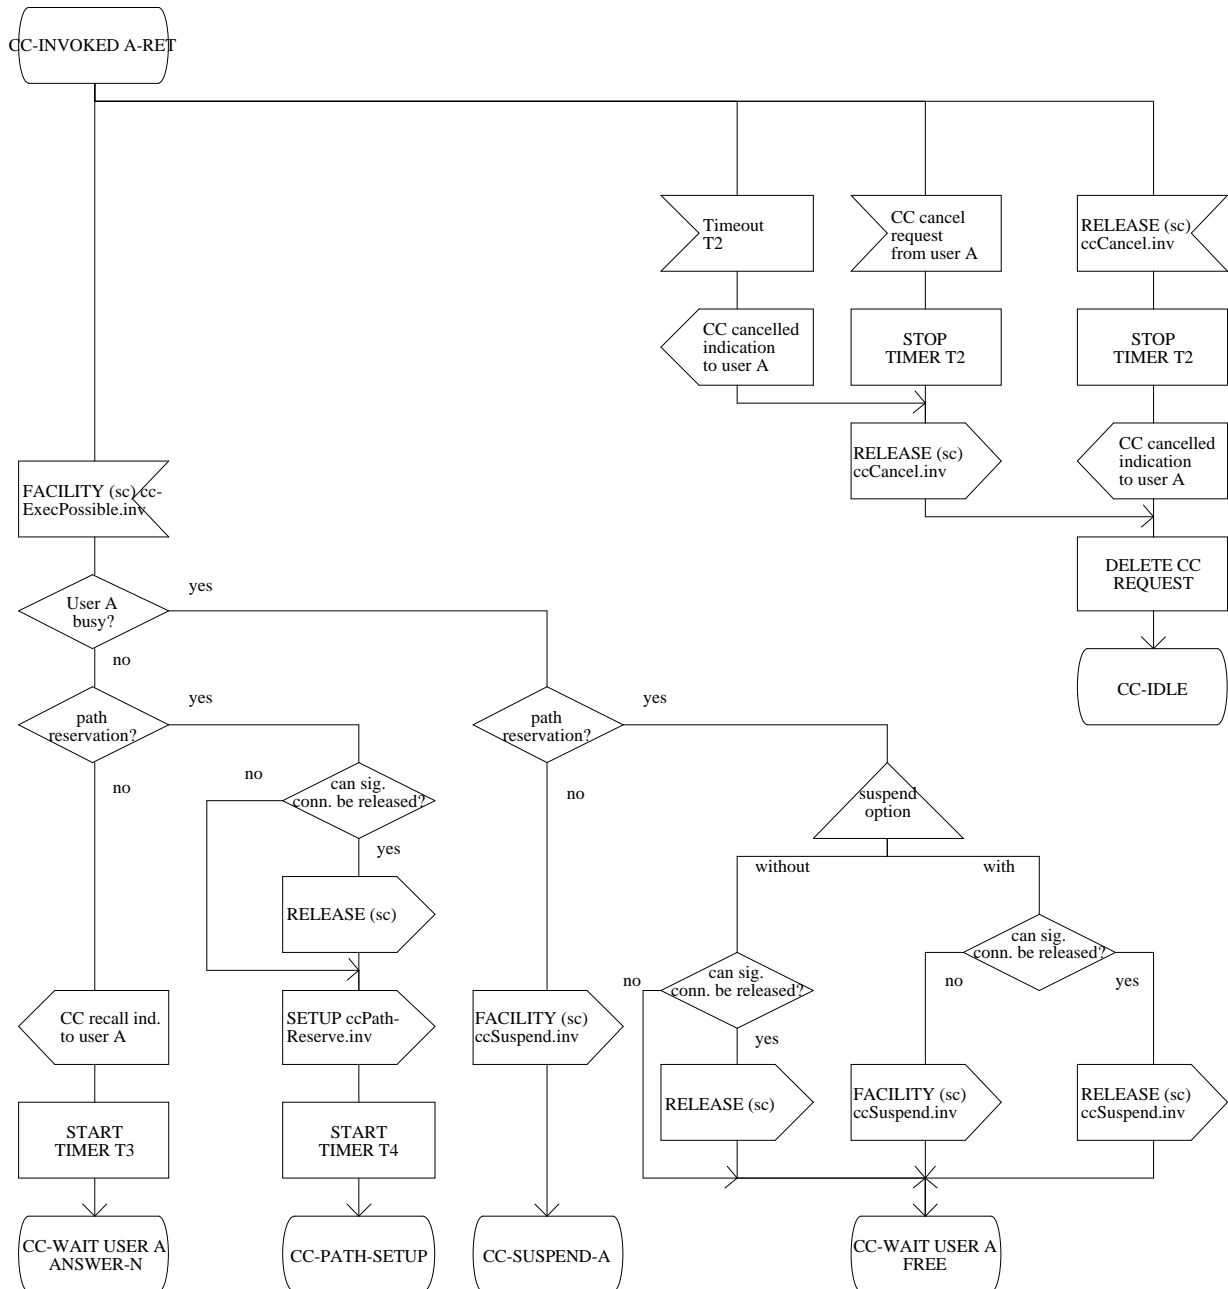 CC-INVOKED A-RET
Timeout
T2
CC cancel
request
from user A
RELEASE (sc)
ccCancel.inv
CC cancelled
indication
to user A
STOP
TIMER T2
STOP
TIMER T2
RELEASE (sc)
ccCancel.inv
CC cancelled
indication
to user A
FACILITY (sc) cc-
ExecPossible.inv
DELETE CC
REQUEST
User A
busy?
yes
no
CC-IDLE
path
reservation?
yes
no
path
reservation?
yes
no
can sig.
conn. be released?
no
yes
suspend
option
without
with
RELEASE (sc)
can sig.
conn. be released?
no
yes
can sig.
conn. be released?
no
yes
CC recall ind.
to user A
SETUP ccPath-
Reserve.inv
FACILITY (sc)
ccSuspend.inv
RELEASE (sc)
FACILITY (sc)
ccSuspend.inv
RELEASE (sc)
ccSuspend.inv
START
TIMER T3
START
TIMER T4
CC-WAIT USER A
ANSWER-N
CC-PATH-SETUP
CC-SUSPEND-A
CC-WAIT USER A
FREE